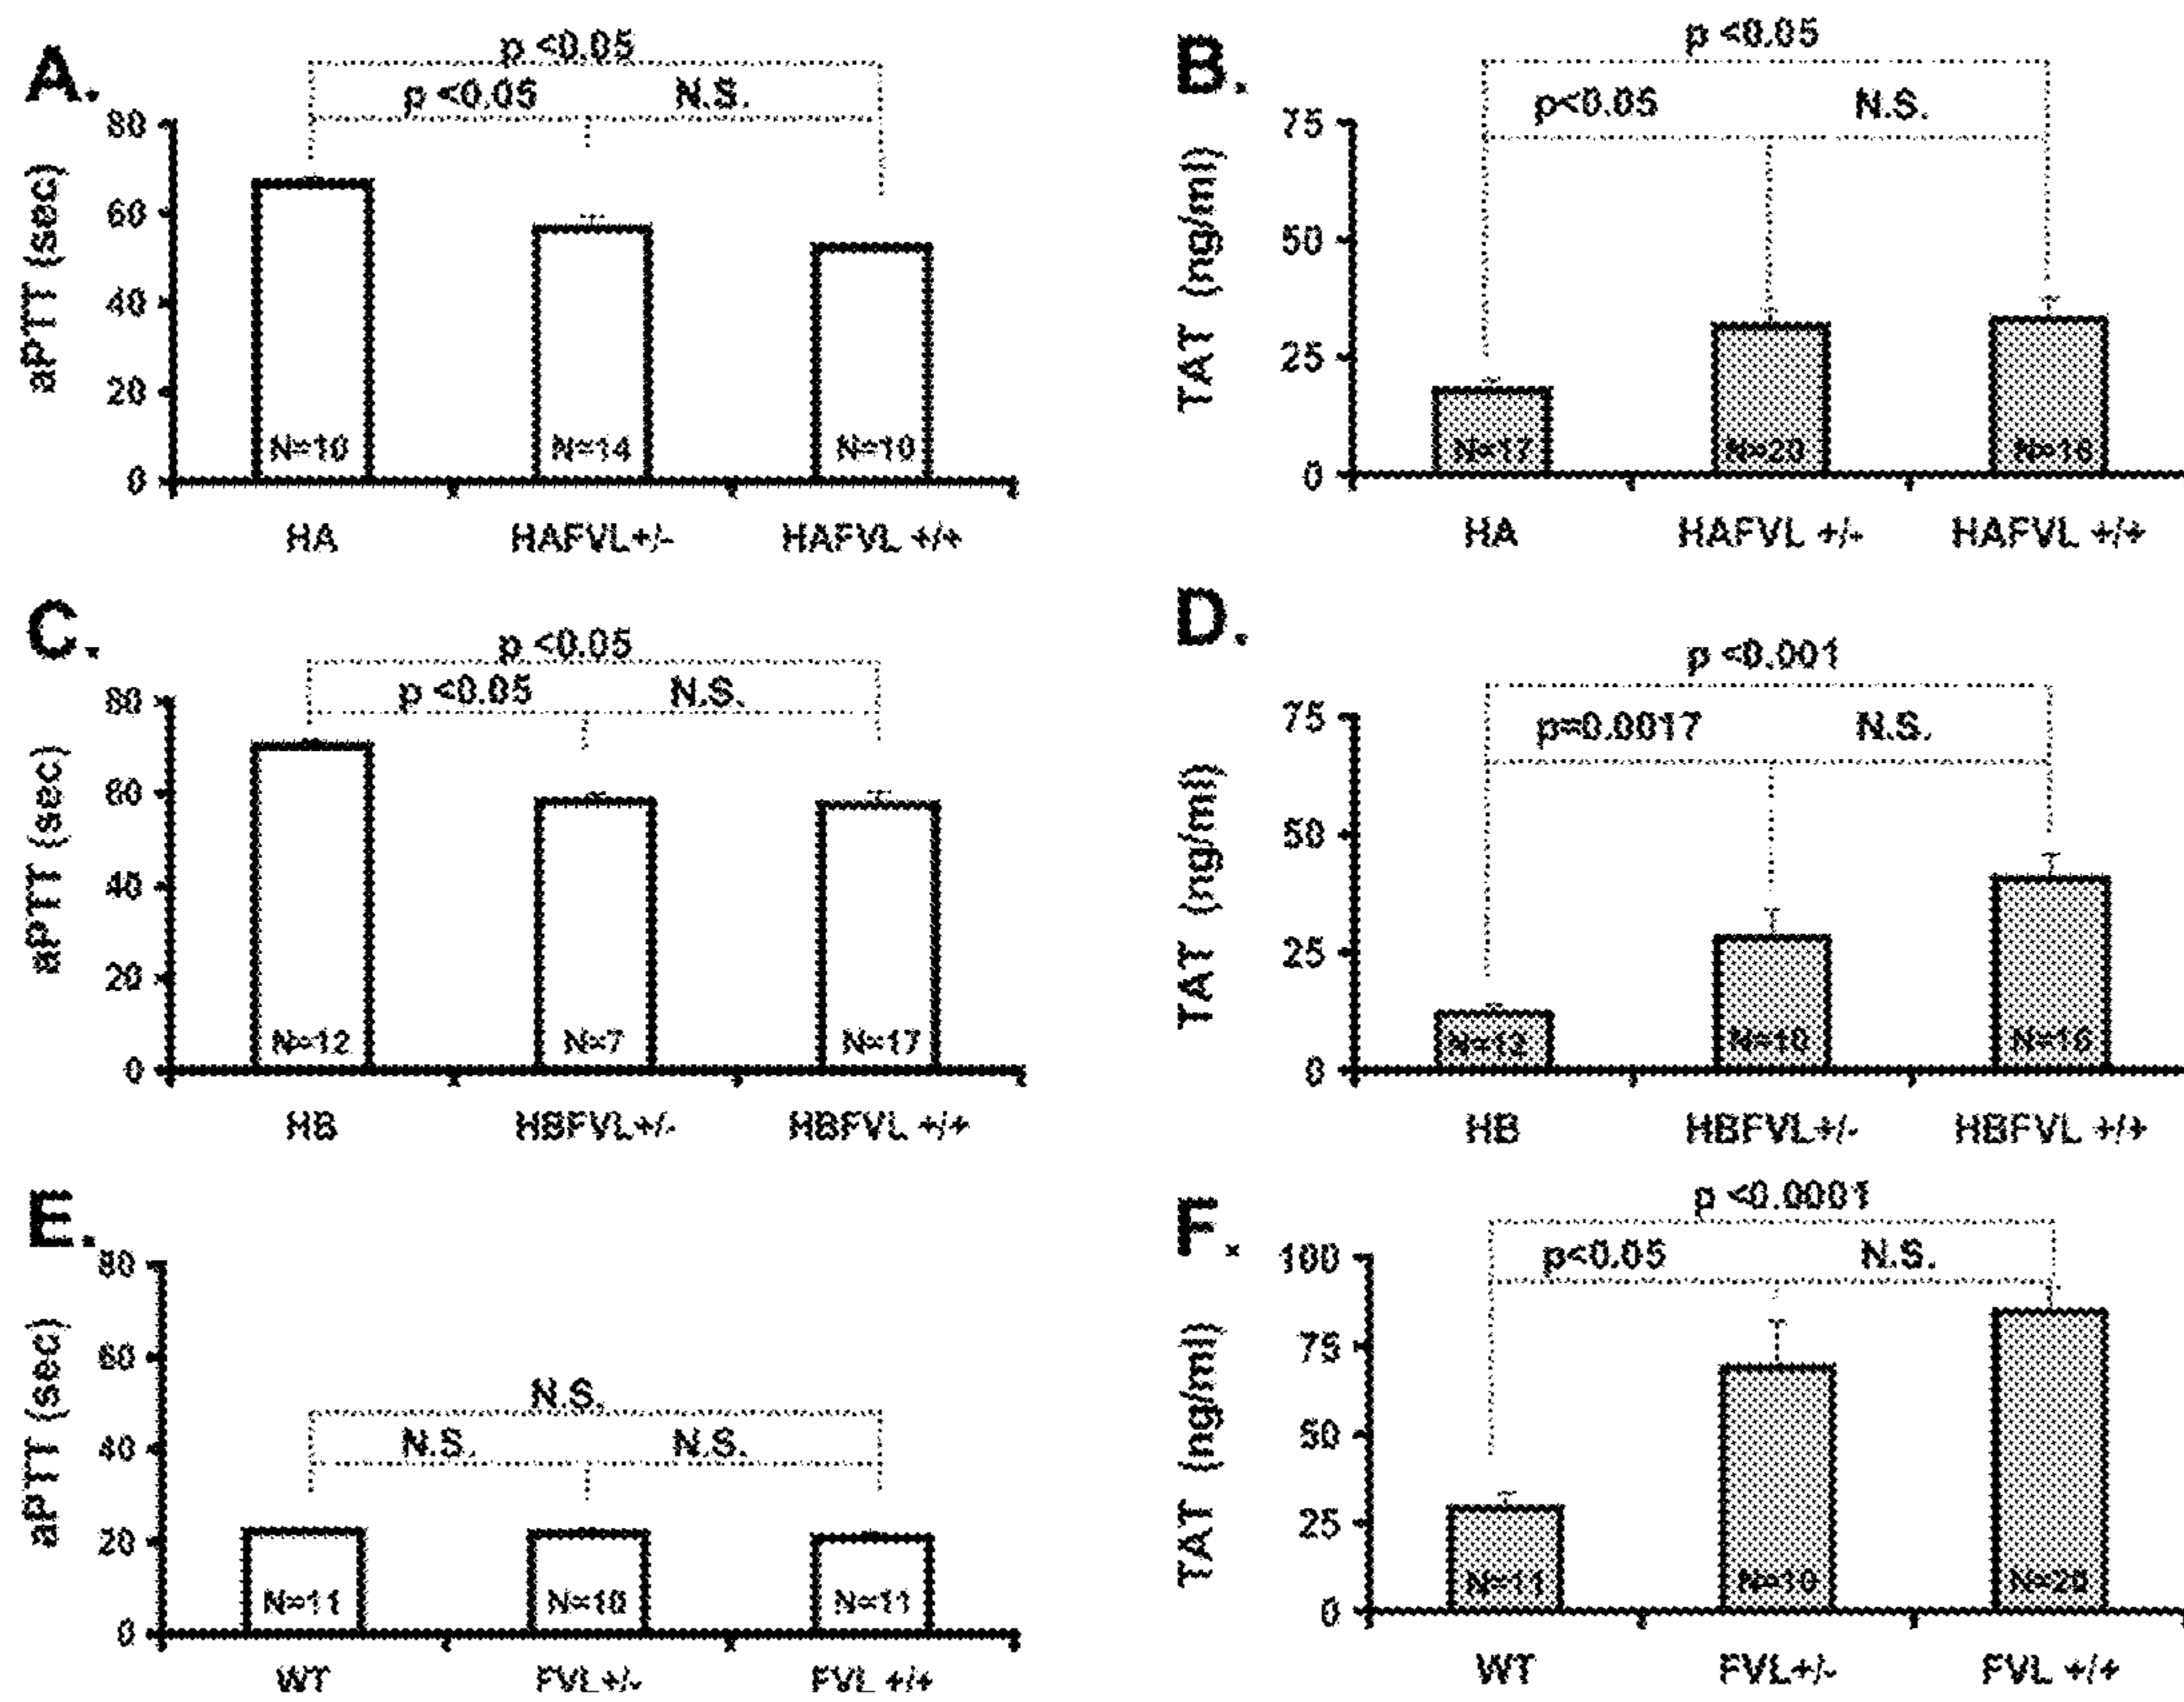 A.
p <0.05
p <0.05 N.S.
aPTT (sec)
80
60
40
20
0
N=10 N=14 N=10
HA HAFVL+/- HAFVL +/+
B.
p <0.05
p<0.05 N.S.
TAT (ng/ml)
75
50
25
0
N=17 N=20
HA HAFVL +/- HAFVL +/+
C.
p <0.05
p <0.05 N.S.
aPTT (sec)
80
60
40
20
0
N=12 N=7 N=17
HB HBFVL+/- HBFVL +/+
D.
p <0.001
p=0.0017 N.S.
TAT (ng/ml)
75
50
25
0
N=10 N=16
HB HBFVL+/- HBFVL +/+
E.
N.S.
N.S. N.S.
aPTT (sec)
80
60
40
20
0
N=11 N=10 N=11
WT FVL+/- FVL +/+
F.
p <0.0001
p<0.05 N.S.
TAT (ng/ml)
100
75
50
25
0
N=11 N=10 N=20
WT FVL+/- FVL +/+